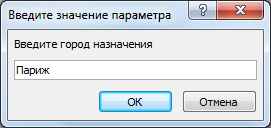 Введите значение параметра
Введите город назначения
Париж
ОК
Отмена